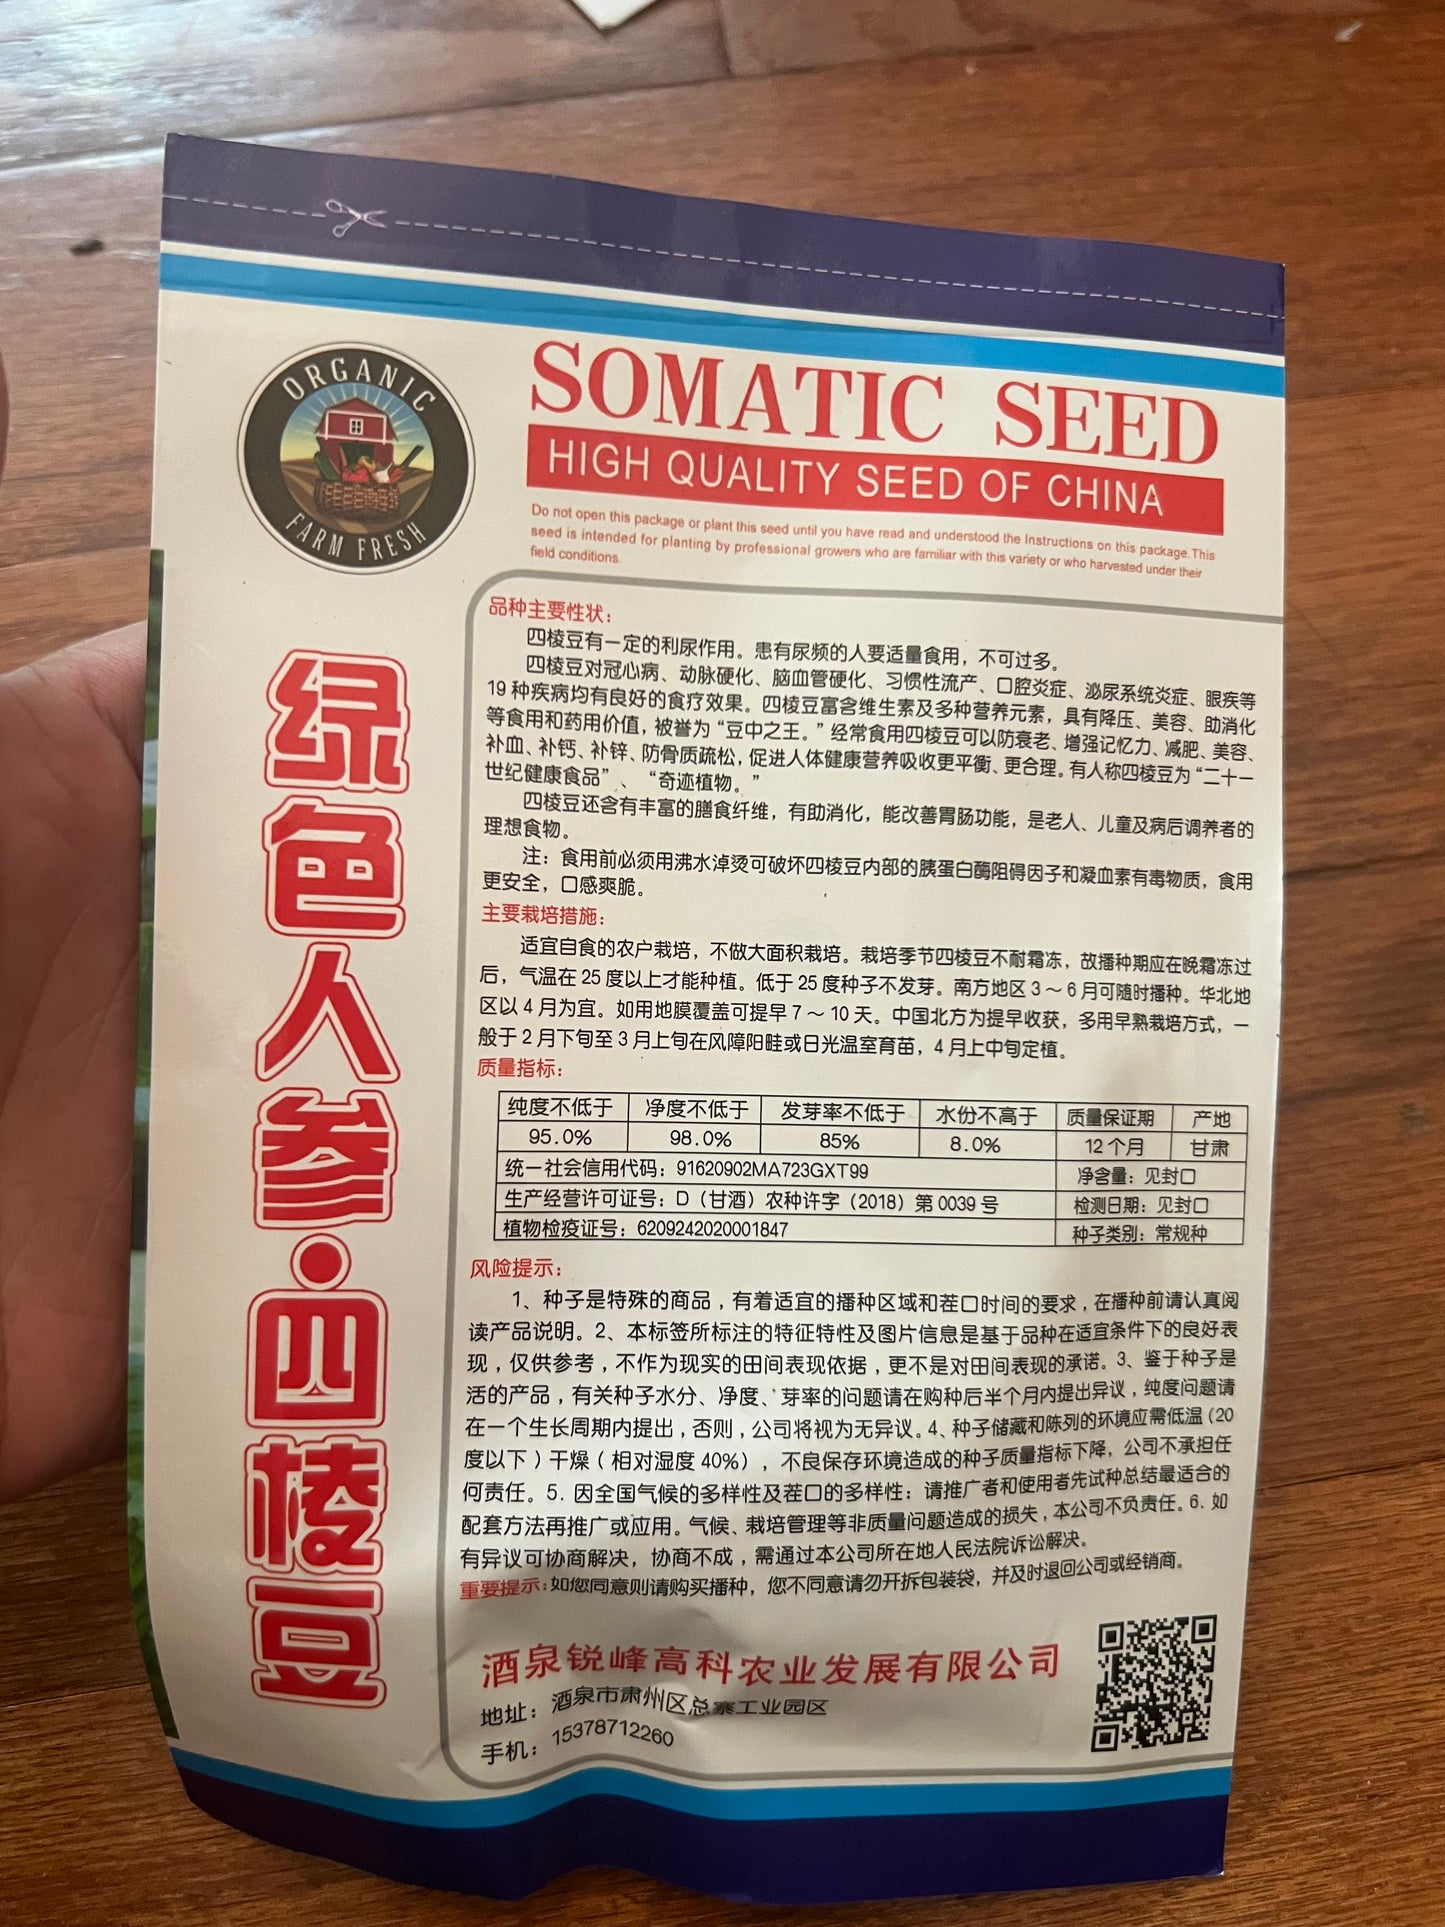 ORGANIC
FARM FRESH
SOMATIC SEED
HIGH QUALITY SEED OF CHINA
Do not open this package or plant this seed until you have read and understood the Instructions on this package.This
seed is intended for planting by professional growers who are familiar with this variety or who harvested under their
field conditions.
绿色人参·四棱豆
品种主要性状：
四棱豆有一定的利尿作用。患有尿频的人要适量食用，不可过多。
四棱豆对冠心病、动脉硬化、脑血管硬化、习惯性流产、口腔炎症、泌尿系统炎症、眼疾等
19 种疾病均有良好的食疗效果。四棱豆富含维生素及多种营养元素，具有降压、美容、助消化
等食用和药用价值，被誉为“豆中之王。”经常食用四棱豆可以防衰老、增强记忆力、减肥、美容、
补血、补钙、补锌、防骨质疏松，促进人体健康营养吸收更平衡、更合理。有人称四棱豆为“二十一
世纪健康食品”、“奇迹植物。”
四棱豆还含有丰富的膳食纤维，有助消化，能改善胃肠功能，是老人、儿童及病后调养者的
理想食物。
注：食用前必须用沸水淖烫可破坏四棱豆内部的胰蛋白酶阻碍因子和凝血素有毒物质，食用
更安全，口感爽脆。
主要栽培措施：
适宜自食的农户栽培，不做大面积栽培。栽培季节四棱豆不耐霜冻，故播种期应在晚霜冻过
后，气温在 25 度以上才能种植。低于 25 度种子不发芽。南方地区 3～6 月可随时播种。华北地
区以 4 月为宜。如用地膜覆盖可提早 7～10 天。中国北方为提早收获，多用早熟栽培方式，一
般于 2 月下旬至 3 月上旬在风障阳畦或日光温室育苗，4 月上中旬定植。
质量指标：
纯度不低于 净度不低于 发芽率不低于 水份不高于 质量保证期 产地
95.0% 98.0% 85% 8.0% 12 个月 甘肃
统一社会信用代码：91620902MA723GXT99 净含量：见封口
生产经营许可证号：D（甘酒）农种许字（2018）第 0039 号 检测日期：见封口
植物检疫证号：6209242020001847 种子类别：常规种
风险提示：
1、种子是特殊的商品，有着适宜的播种区域和茬口时间的要求，在播种前请认真阅
读产品说明。2、本标签所标注的特征特性及图片信息是基于品种在适宜条件下的良好表
现，仅供参考，不作为现实的田间表现依据，更不是对田间表现的承诺。3、鉴于种子是
活的产品，有关种子水分、净度、芽率的问题请在购种后半个月内提出异议，纯度问题请
在一个生长周期内提出，否则，公司将视为无异议。4、种子储藏和陈列的环境应需低温（20
度以下）干燥（相对湿度 40%），不良保存环境造成的种子质量指标下降，公司不承担任
何责任。5. 因全国气候的多样性及茬口的多样性：请推广者和使用者先试种总结最适合的
配套方法再推广或应用。气候、栽培管理等非质量问题造成的损失，本公司不负责任。6. 如
有异议可协商解决，协商不成，需通过本公司所在地人民法院诉讼解决。
重要提示：如您同意则请购买播种，您不同意请勿开拆包装袋，并及时退回公司或经销商。
酒泉锐峰高科农业发展有限公司
地址：酒泉市肃州区总寨工业园区
手机：15378712260